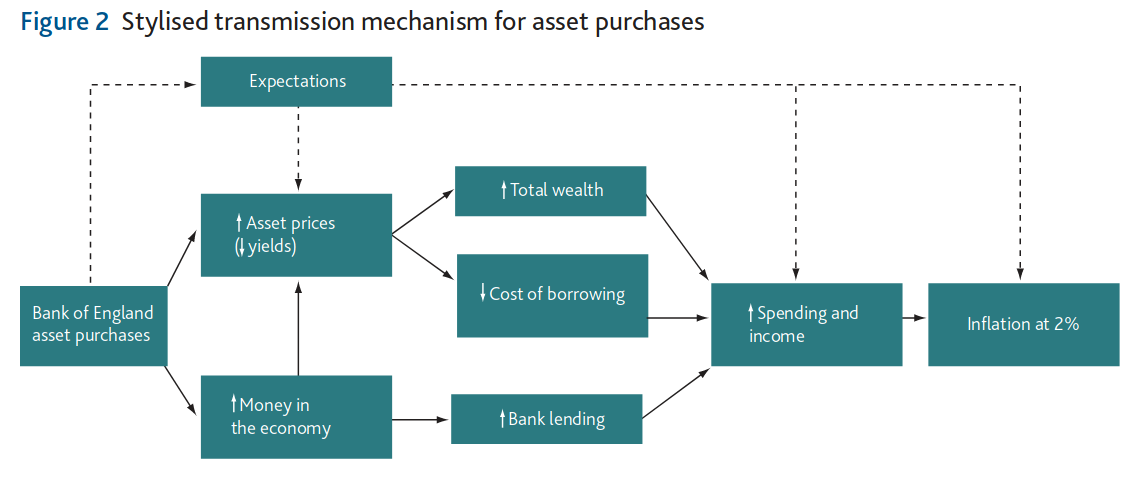 Figure 2 Stylised transmission mechanism for asset purchases
Expectations
↑ Total wealth
↑ Asset prices
(↓ yields)
↓ Cost of borrowing
Bank of England
asset purchases
↑ Spending and
income
Inflation at 2%
↑ Money in
the economy
↑ Bank lending